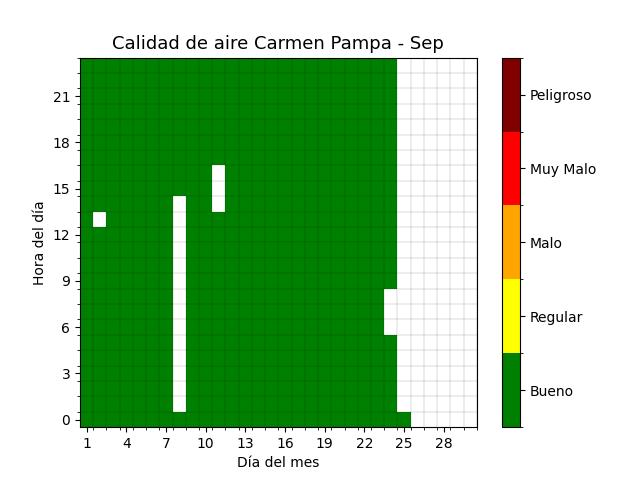 Calidad de aire Carmen Pampa - Sep
21
18
15
12
9
6
3
0
Hora del día
1 4 7 10 13 16 19 22 25 28
Día del mes
Peligroso
Muy Malo
Malo
Regular
Bueno